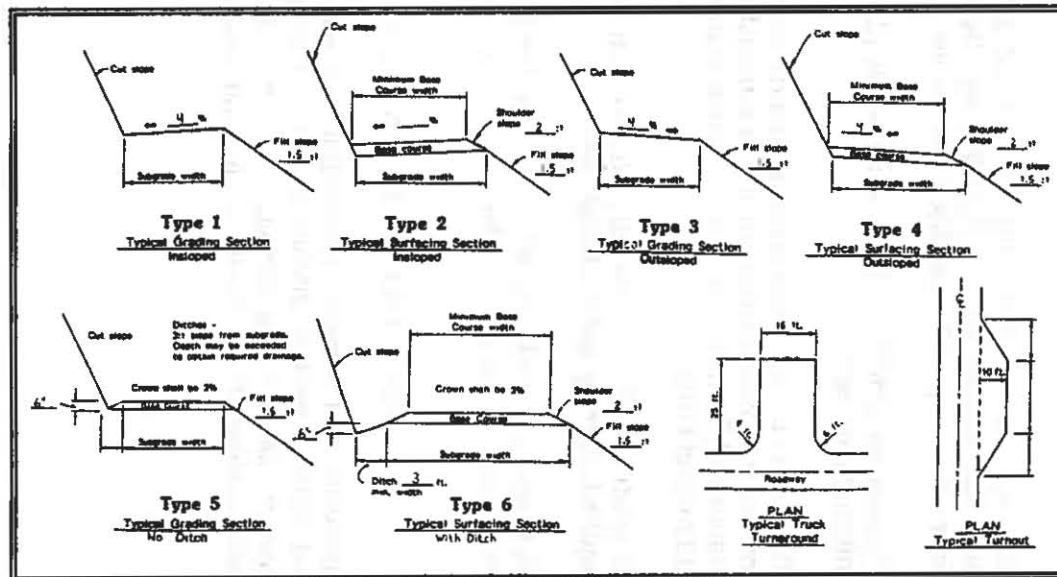 Cut slope
4 %
Fill slope
1.5 :1
Subgrade width
Type 1
Typical Grading Section
Insloped
Cut slope
Minimum Base
Course width
on ___ %
Shoulder
slope
2 :1
Base course
Fill slope
1.5 :1
Subgrade width
Type 2
Typical Surfacing Section
Insloped
Cut slope
4 %
Fill slope
1.5 :1
Subgrade width
Type 3
Typical Grading Section
Outsloped
Cut slope
Minimum Base
Course width
4 % on
Shoulder
slope
2 :1
Base course
Fill slope
1.5 :1
Subgrade width
Type 4
Typical Surfacing Section
Outsloped
Cut slope
Ditches -
slope from subgrade.
Depth may be exceeded
to obtain required drainage.
Crown shall be 2%
6"
Fill slope
1.5 :1
Subgrade width
Type 5
Typical Grading Section
No Ditch
Cut slope
Minimum Base
Course width
Crown shall be 2%
Shoulder
slope
2 :1
Base Course
Fill slope
1.5 :1
6"
Subgrade width
Ditch 3 ft.
min. width
Type 6
Typical Surfacing Section
With Ditch
16 ft.
25 ft.
ft.
ft.
Roadway
PLAN
Typical Truck
Turnaround
℄
10 ft.
PLAN
Typical Turnout